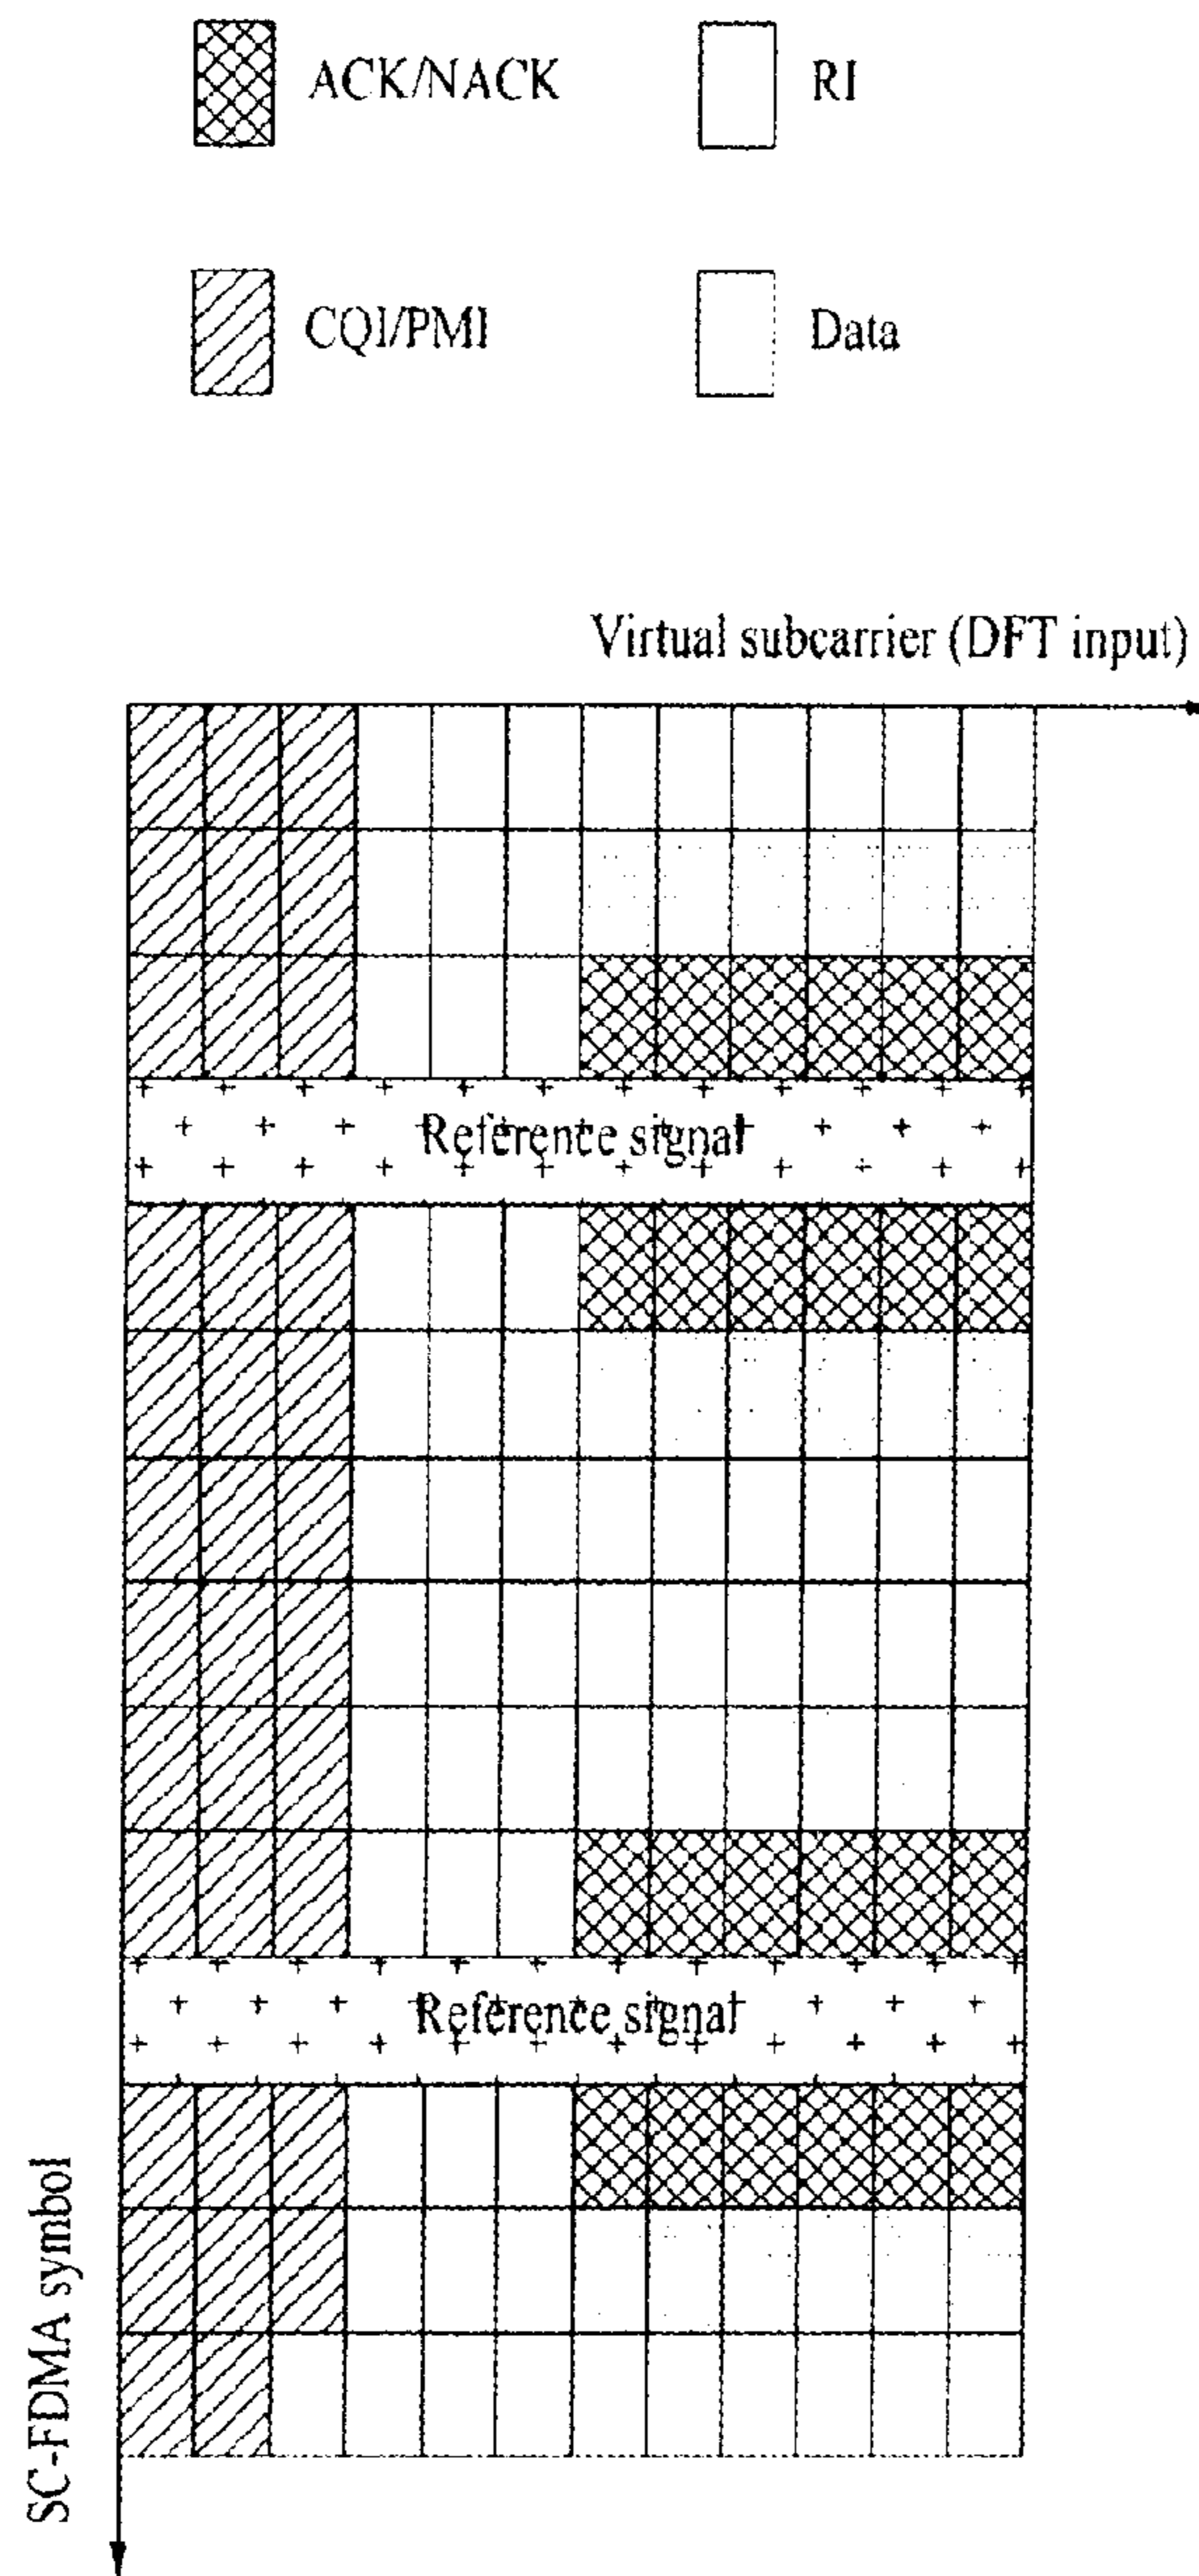 ACK/NACK
RI
CQI/PMI
Data
Virtual subcarrier (DFT input)
Reference signal
Reference signal
SC-FDMA symbol